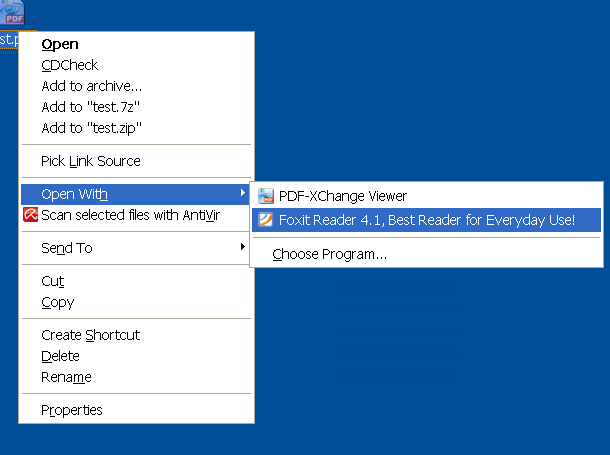 PDF
Open
CDCheck
Add to archive...
Add to "test.7z"
Add to "test.zip"
Pick Link Source
Open With
Scan selected files with AntiVir
Send To
Cut
Copy
Create Shortcut
Delete
Rename
Properties
PDF-XChange Viewer
Foxit Reader 4.1, Best Reader for Everyday Use!
Choose Program...